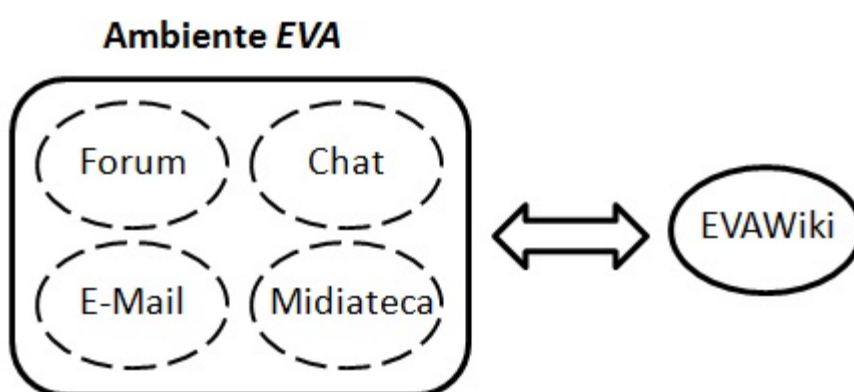 Ambiente EVA
Forum
Chat
E-Mail
Midiateca
EVAWiki